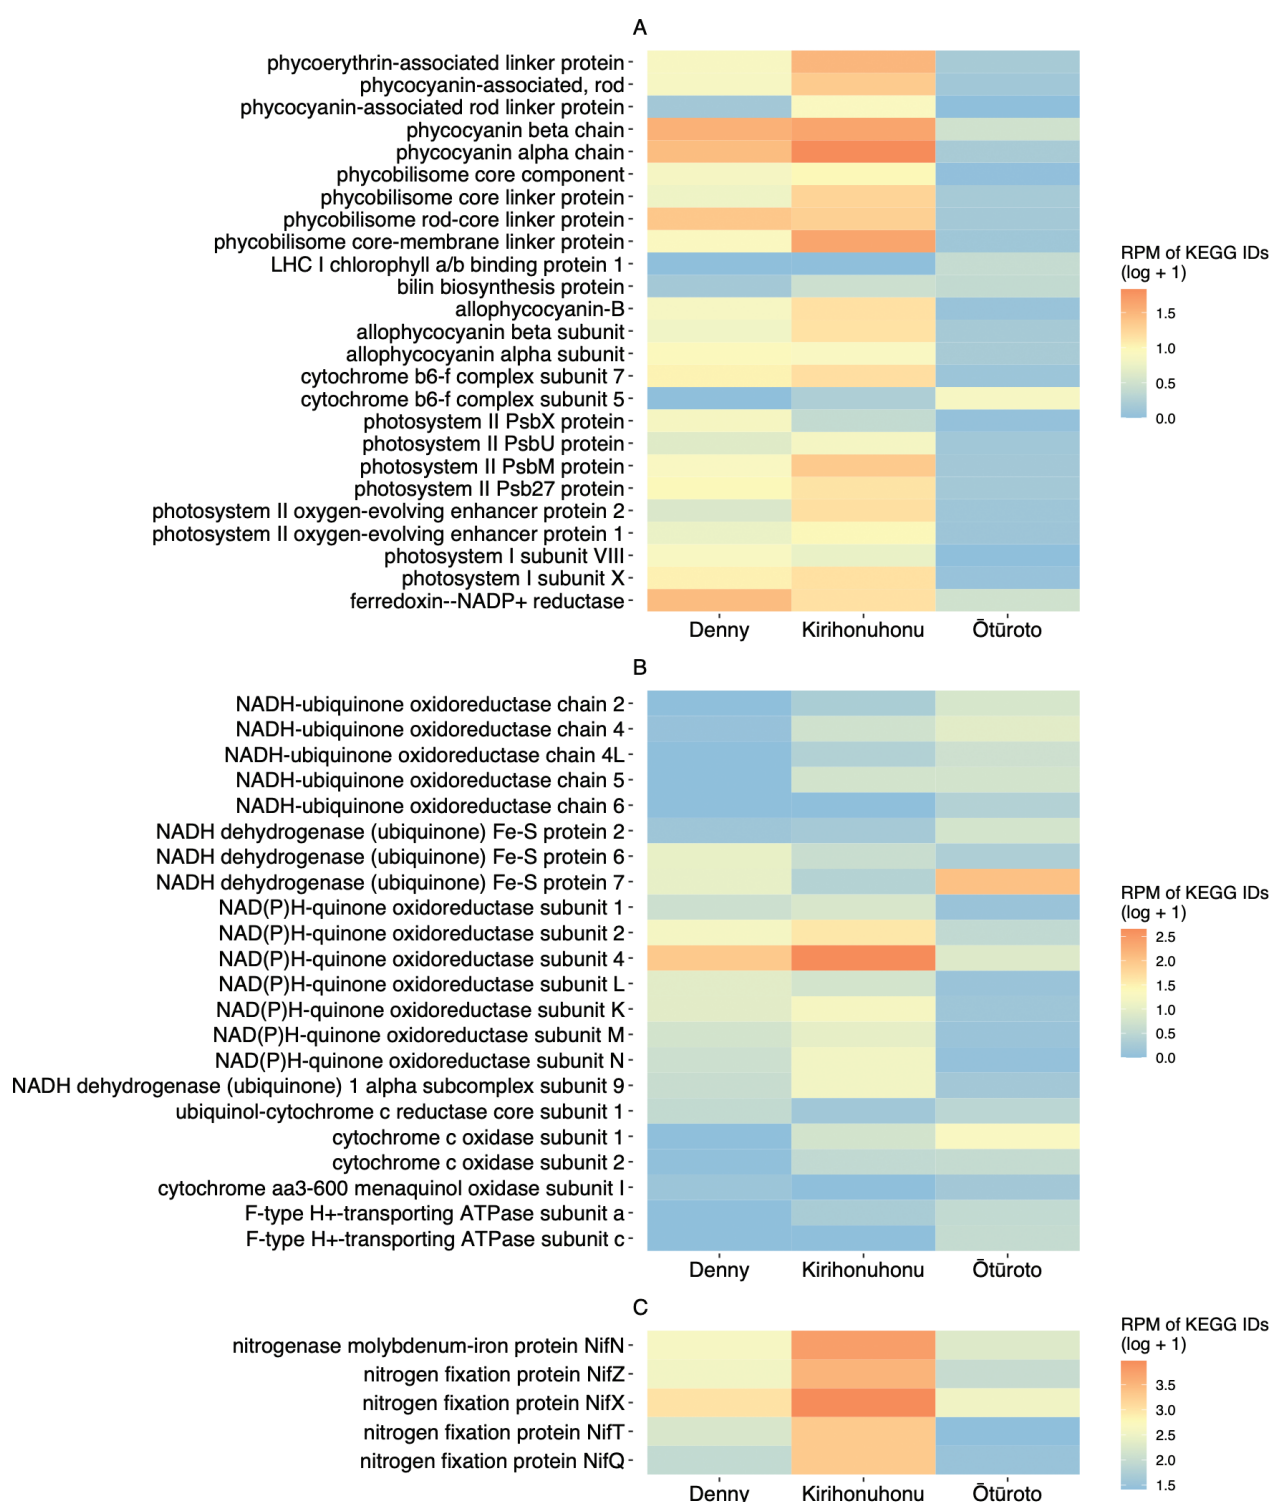 A
phycoerythrin-associated linker protein
phycocyanin-associated, rod
phycocyanin-associated rod linker protein
phycocyanin beta chain
phycocyanin alpha chain
phycobilisome core component
phycobilisome core linker protein
phycobilisome rod-core linker protein
phycobilisome core-membrane linker protein
LHC I chlorophyll a/b binding protein 1
bilin biosynthesis protein
allophycocyanin-B
allophycocyanin beta subunit
allophycocyanin alpha subunit
cytochrome b6-f complex subunit 7
cytochrome b6-f complex subunit 5
photosystem II PsbX protein
photosystem II PsbU protein
photosystem II PsbM protein
photosystem II Psb27 protein
photosystem II oxygen-evolving enhancer protein 2
photosystem II oxygen-evolving enhancer protein 1
photosystem I subunit VIII
photosystem I subunit X
ferredoxin--NADP+ reductase
Denny Kirihonuhonu Ōtūroto
RPM of KEGG IDs
(log + 1)
1.5
1.0
0.5
0.0
B
NADH-ubiquinone oxidoreductase chain 2
NADH-ubiquinone oxidoreductase chain 4
NADH-ubiquinone oxidoreductase chain 4L
NADH-ubiquinone oxidoreductase chain 5
NADH-ubiquinone oxidoreductase chain 6
NADH dehydrogenase (ubiquinone) Fe-S protein 2
NADH dehydrogenase (ubiquinone) Fe-S protein 6
NADH dehydrogenase (ubiquinone) Fe-S protein 7
NAD(P)H-quinone oxidoreductase subunit 1
NAD(P)H-quinone oxidoreductase subunit 2
NAD(P)H-quinone oxidoreductase subunit 4
NAD(P)H-quinone oxidoreductase subunit L
NAD(P)H-quinone oxidoreductase subunit K
NAD(P)H-quinone oxidoreductase subunit M
NAD(P)H-quinone oxidoreductase subunit N
NADH dehydrogenase (ubiquinone) 1 alpha subcomplex subunit 9
ubiquinol-cytochrome c reductase core subunit 1
cytochrome c oxidase subunit 1
cytochrome c oxidase subunit 2
cytochrome aa3-600 menaquinol oxidase subunit I
F-type H+-transporting ATPase subunit a
F-type H+-transporting ATPase subunit c
Denny Kirihonuhonu Ōtūroto
RPM of KEGG IDs
(log + 1)
2.5
2.0
1.5
1.0
0.5
0.0
C
nitrogenase molybdenum-iron protein NifN
nitrogen fixation protein NifZ
nitrogen fixation protein NifX
nitrogen fixation protein NifT
nitrogen fixation protein NifQ
Denny Kirihonuhonu Ōtūroto
RPM of KEGG IDs
(log + 1)
3.5
3.0
2.5
2.0
1.5